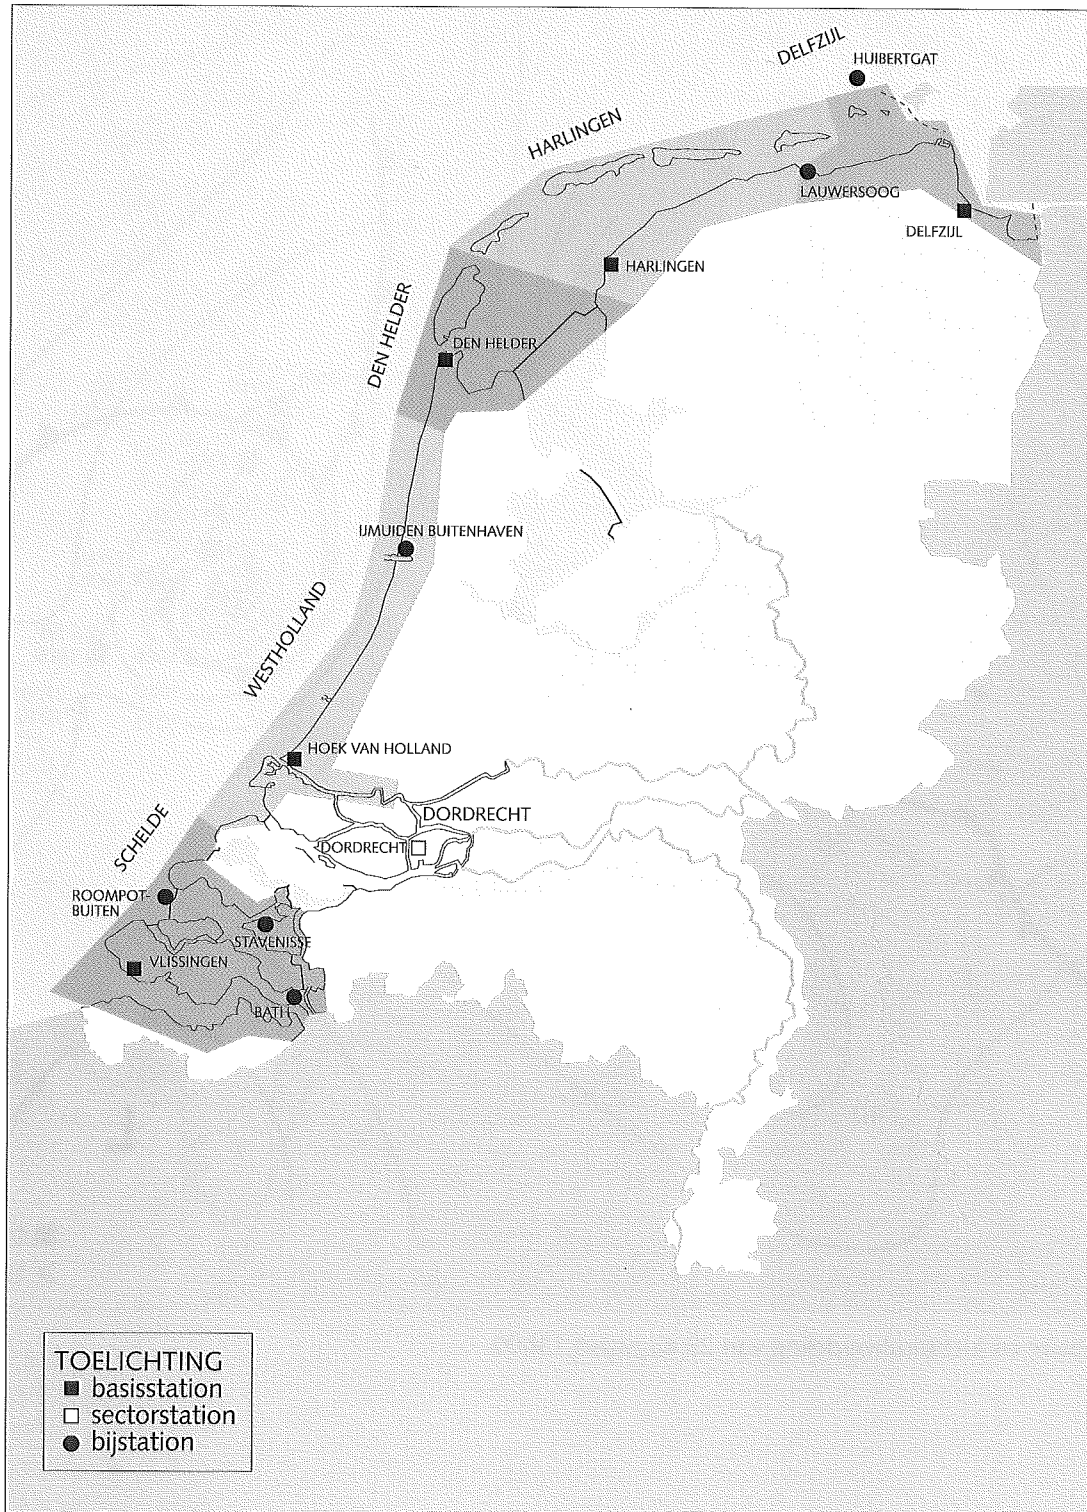 DELFZIJL
HUIBERTGAT
HARLINGEN
LAUWERSOOG
DELFZIJL
HARLINGEN
DEN HELDER
DEN HELDER
IJMUIDEN BUITENHAVEN
WESTHOLLAND
HOEK VAN HOLLAND
SCHELDE
DORDRECHT
DORDRECHT
ROOMPOT-
BUITEN
STAVENISSE
VLISSINGEN
BATH
TOELICHTING
basisstation
sectorstation
bijstation